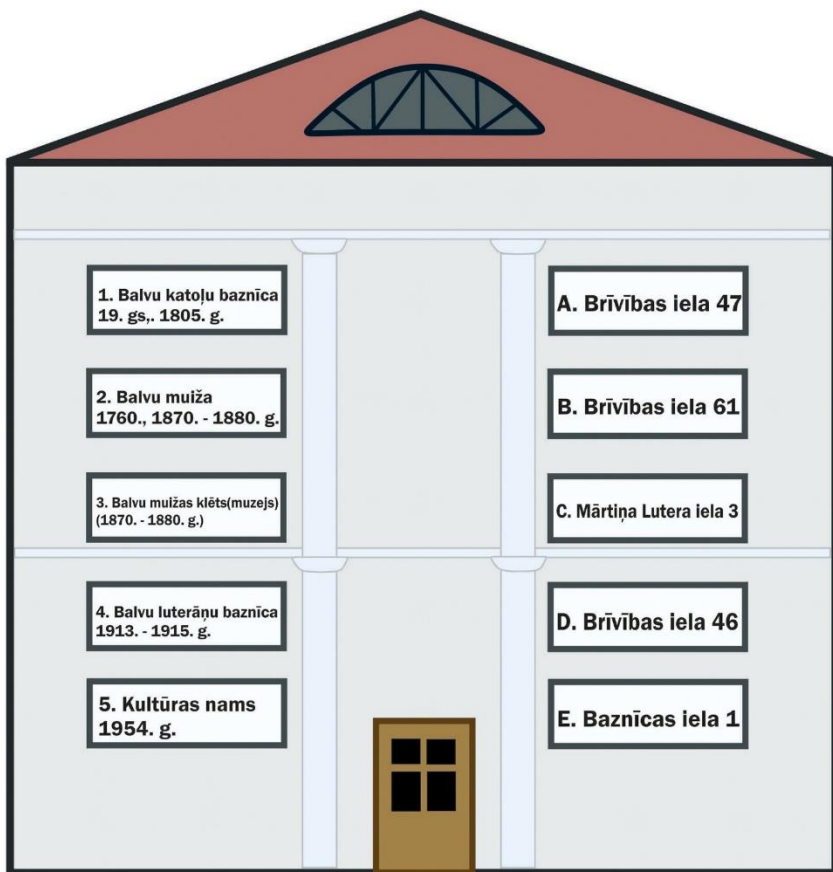 1. Balvu katoļu baznīca
19. gs,. 1805. g.
2. Balvu muiža
1760., 1870. - 1880. g.
3. Balvu muižas klēts(muzejs)
(1870. - 1880. g.)
4. Balvu luterāņu baznīca
1913. - 1915. g.
5. Kultūras nams
1954. g.
A. Brīvības iela 47
B. Brīvības iela 61
C. Mārtiņa Lutera iela 3
D. Brīvības iela 46
E. Baznīcas iela 1